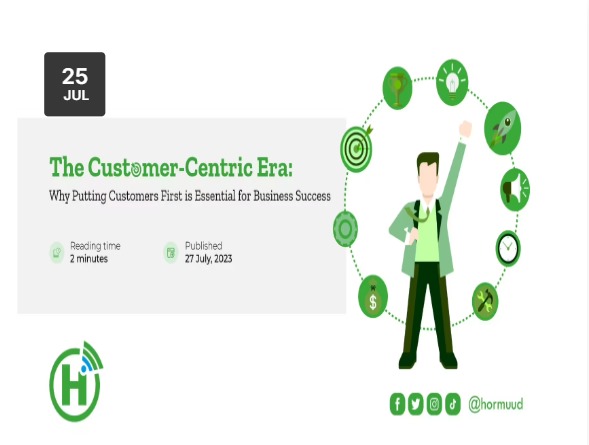 25
JUL
The Customer-Centric Era:
Why Putting Customers First is Essential for Business Success
Reading time
2 minutes
Published
27 July, 2023
$
H
@hormuud